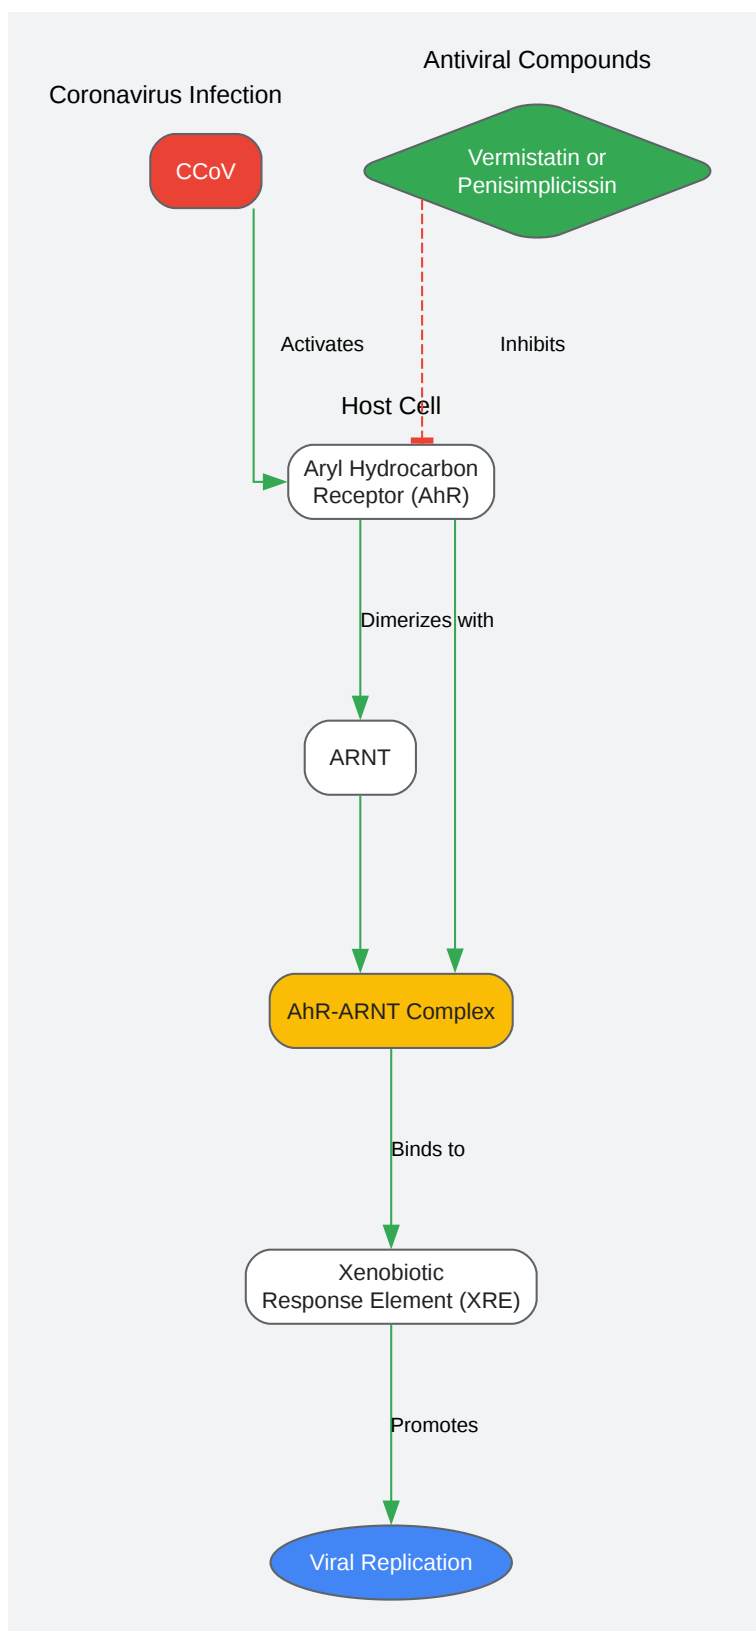 Antiviral Compounds
Coronavirus Infection
CCoV
Vermistatin or
Penisimplicissin
Activates
Inhibits
Host Cell
Aryl Hydrocarbon
Receptor (AhR)
Dimerizes with
ARNT
AhR-ARNT Complex
Binds to
Xenobiotic
Response Element (XRE)
Promotes
Viral Replication